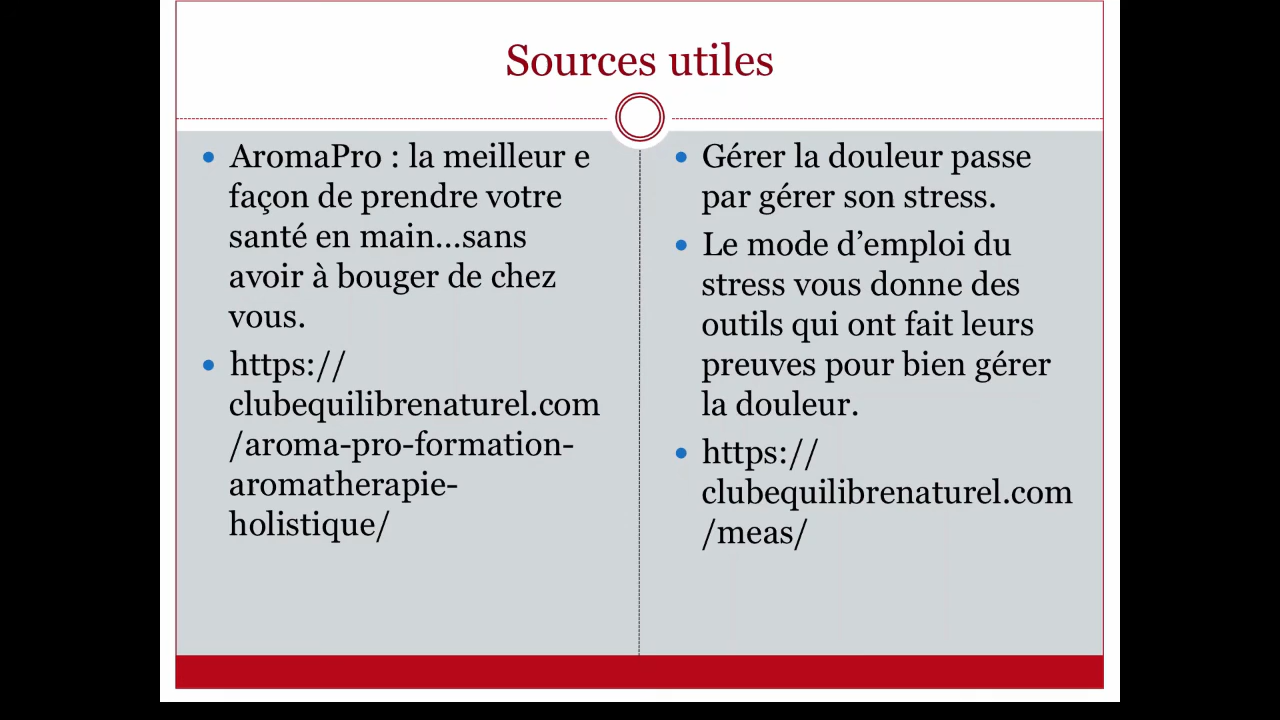 Sources utiles
AromaPro : la meilleur e
façon de prendre votre
santé en main...sans
avoir à bouger de chez
vous.
https://
clubequilibrenaturel.com
/aroma-pro-formation-
aromatherapie-
holistique/
Gérer la douleur passe
par gérer son stress.
Le mode d’emploi du
stress vous donne des
outils qui ont fait leurs
preuves pour bien gérer
la douleur.
https://
clubequilibrenaturel.com
/meas/